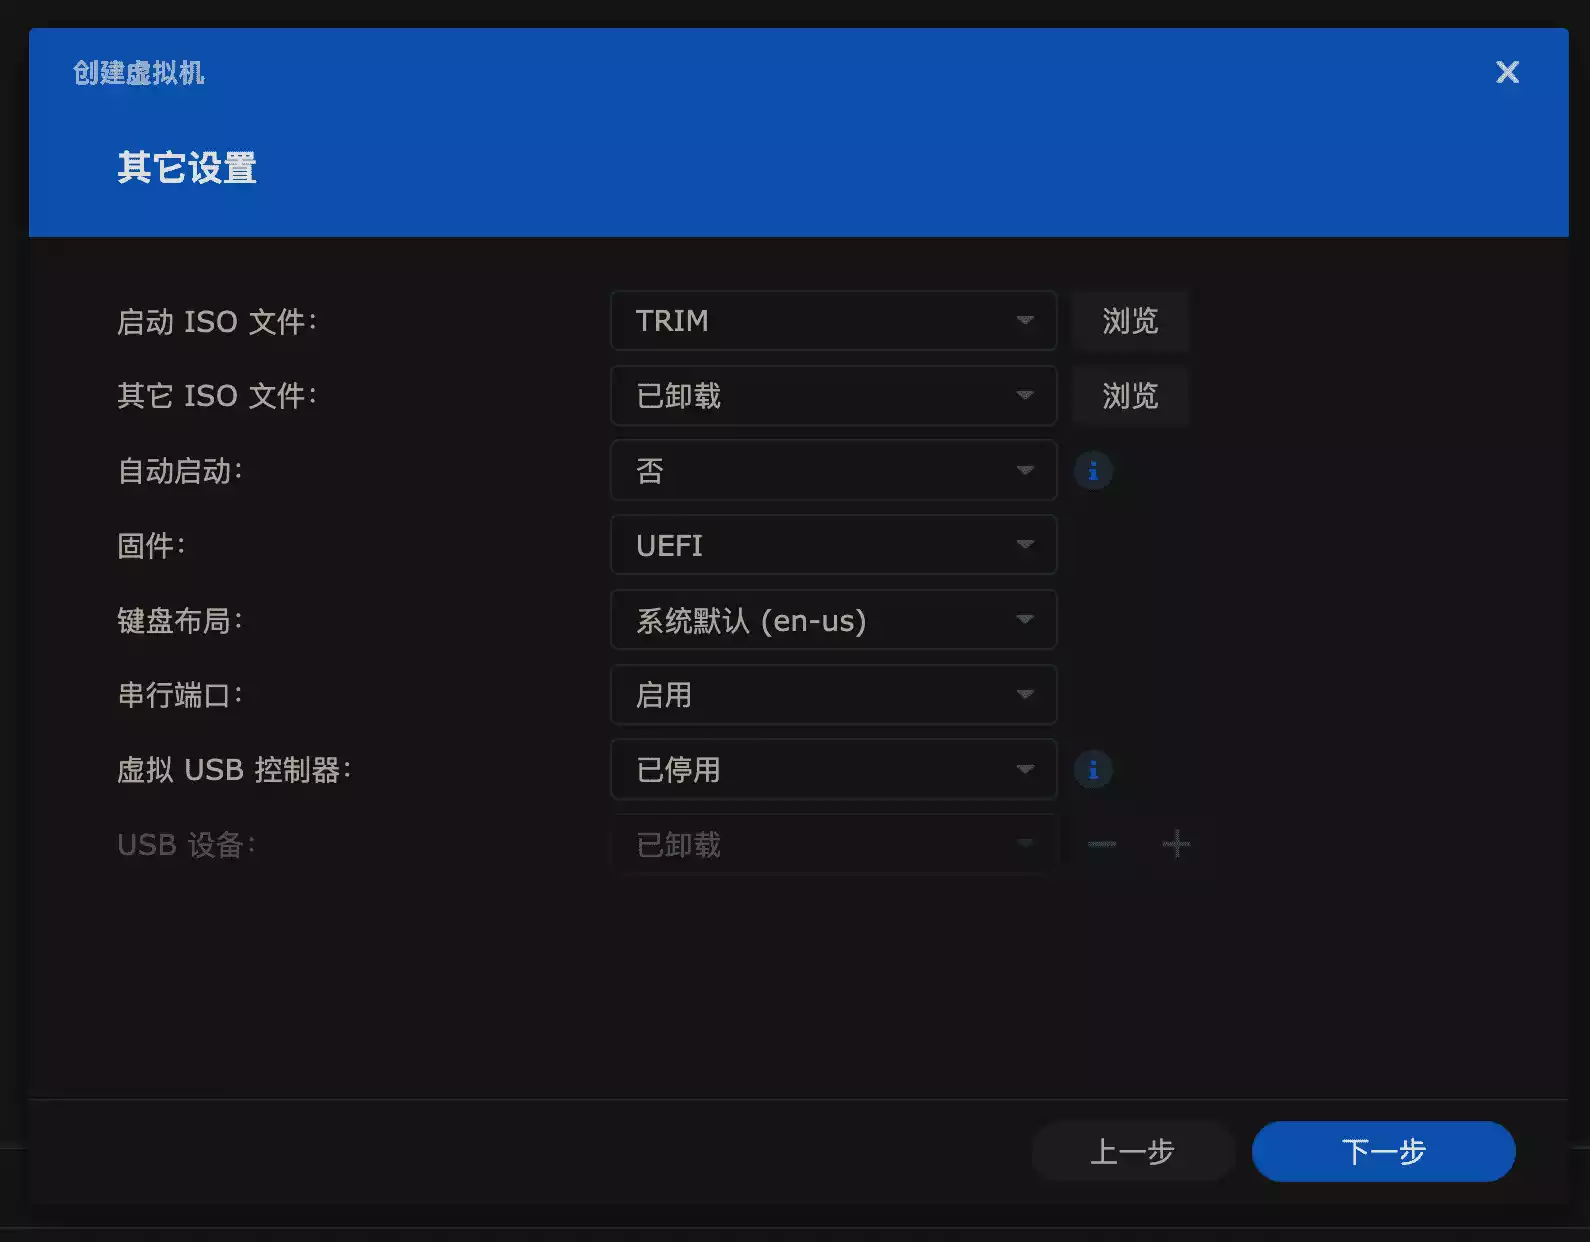 创建虚拟机
其它设置
启动 ISO 文件: TRIM 浏览
其它 ISO 文件: 已卸载 浏览
自动启动: 否
固件: UEFI
键盘布局: 系统默认 (en-us)
串行端口: 启用
虚拟 USB 控制器: 已停用
USB 设备: 已卸载
上一步 下一步